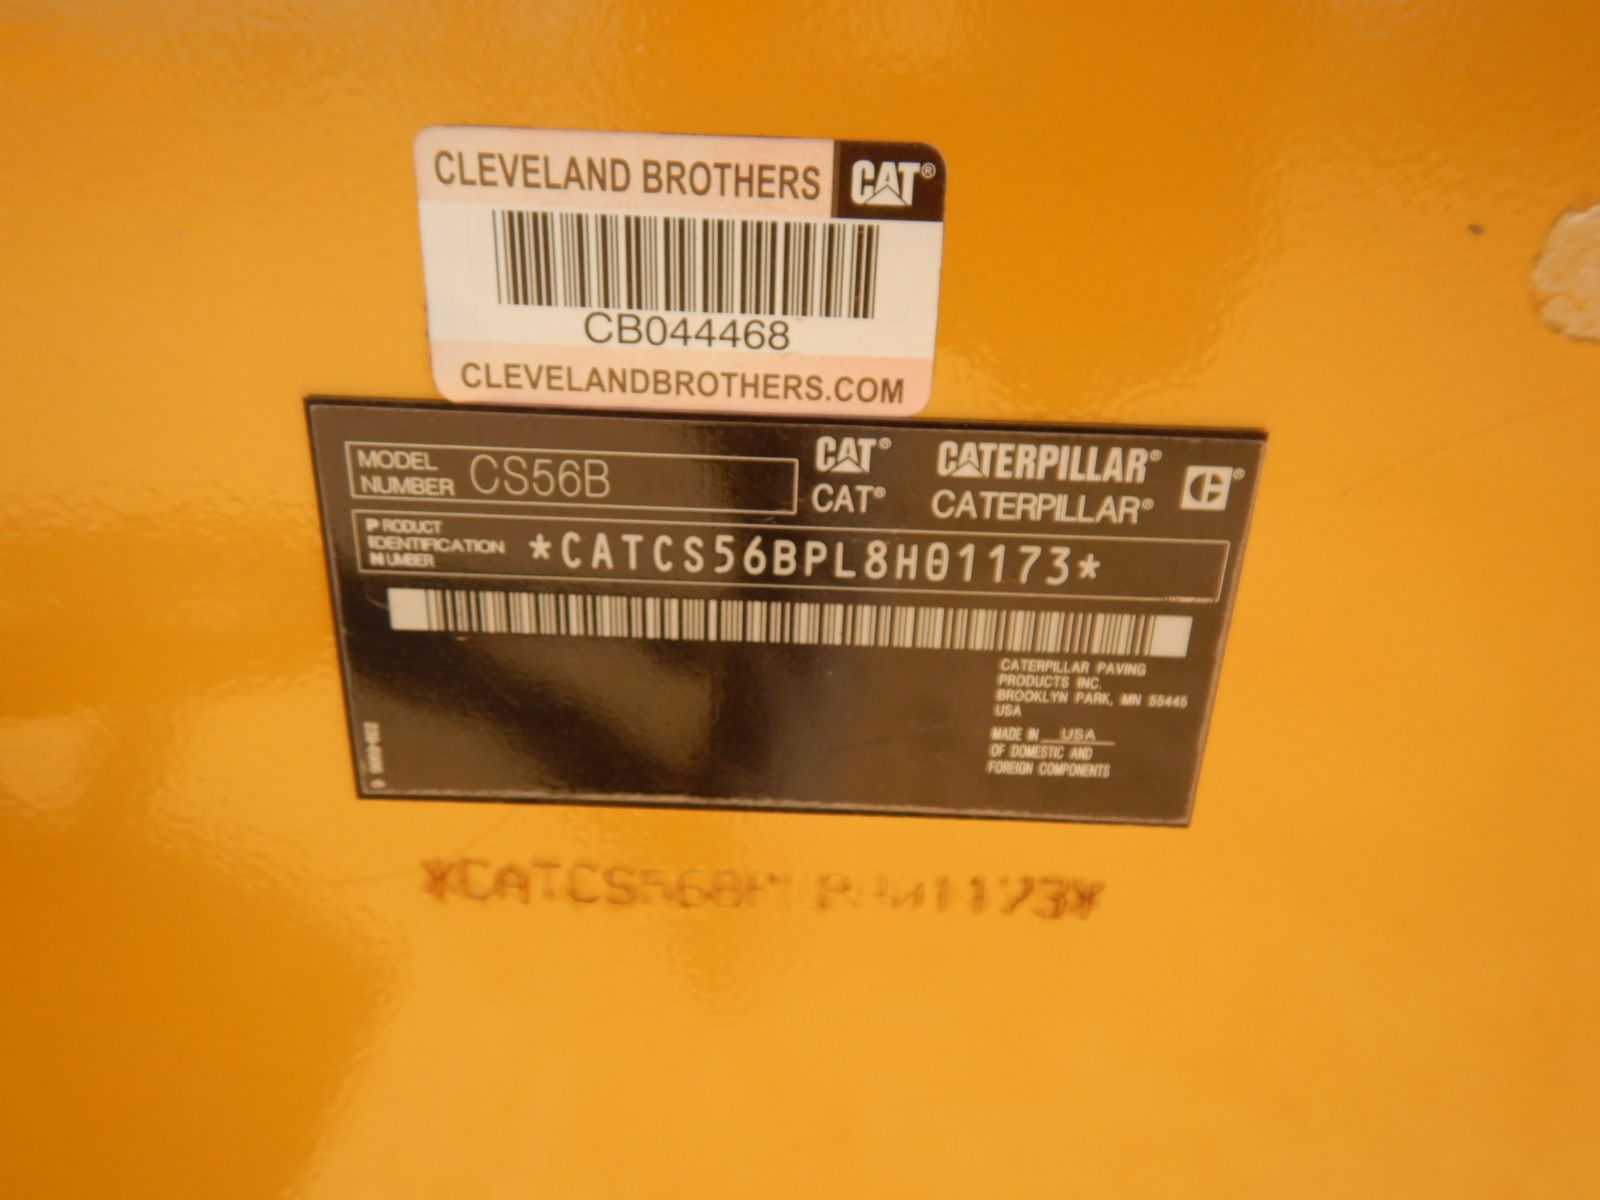 CLEVELAND BROTHERS CAT®
CB044468
CLEVELANDBROTHERS.COM
MODEL NUMBER CS56B
CAT® CATERPILLAR® ®
CAT® CATERPILLAR®
PRODUCT
IDENTIFICATION
NUMBER
*CATCS56BPL8H01173*
CATERPILLAR PAVING
PRODUCTS INC.
BROOKLYN PARK, MN 55445
USA
MADE IN USA
OF DOMESTIC AND
FOREIGN COMPONENTS